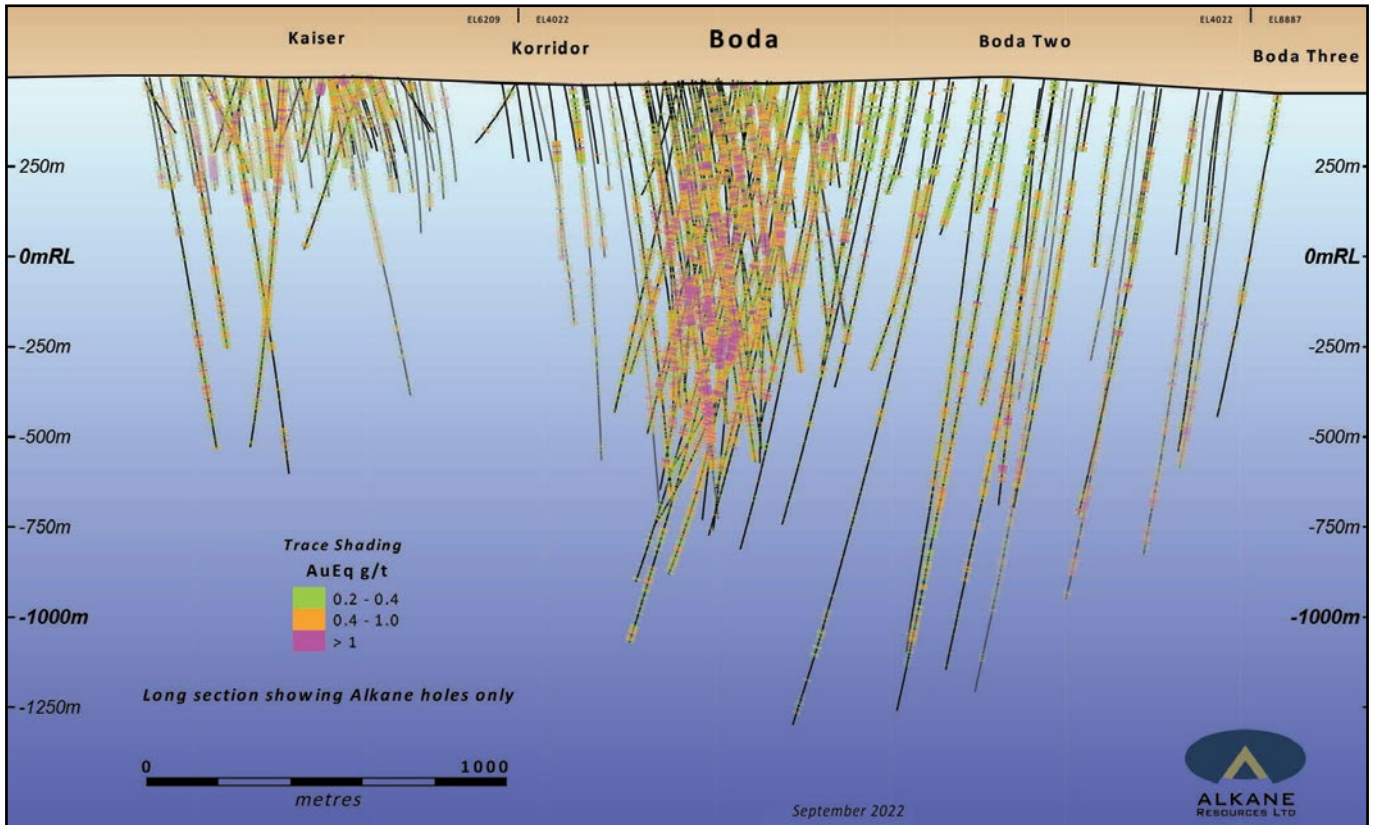 EL6209 | EL4022
EL4022 | EL8887
Kaiser
Korridor
Boda
Boda Two
Boda Three
250m
250m
0mRL
0mRL
-250m
-250m
-500m
-500m
-750m
-750m
-1000m
-1000m
-1250m
Trace Shading
AuEq g/t
0.2 - 0.4
0.4 - 1.0
> 1
Long section showing Alkane holes only
0 1000
metres
September 2022
ALKANE
RESOURCES LTD